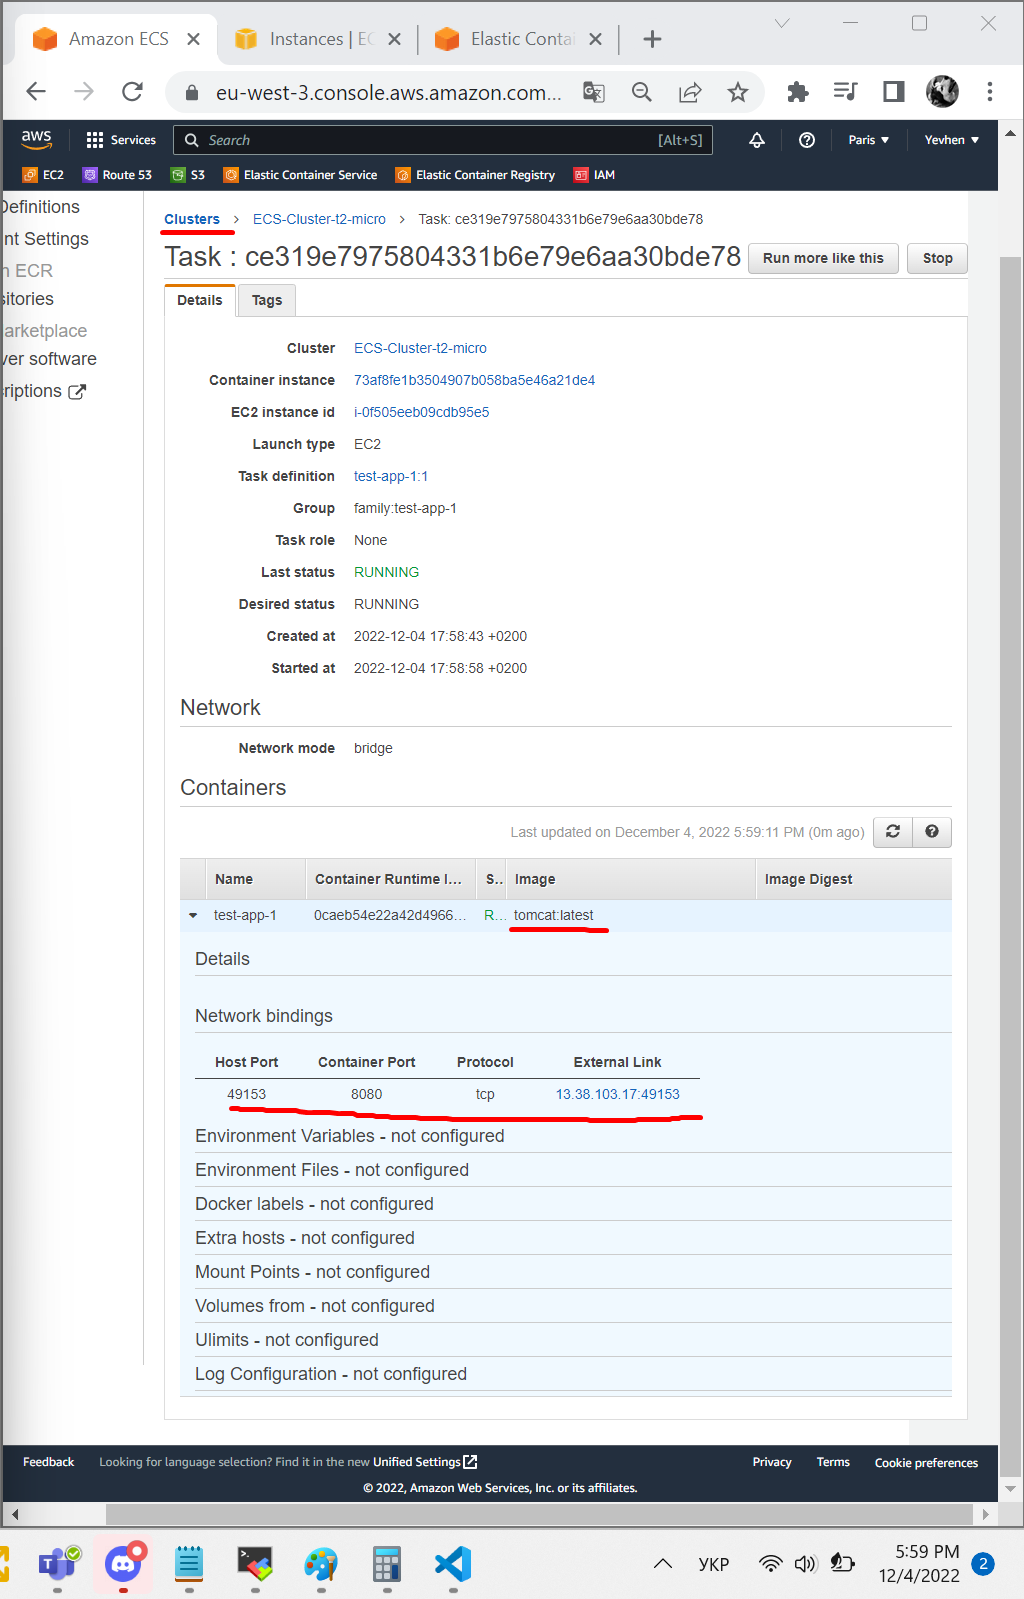 Amazon ECS
Instances | EC
Elastic Contai
eu-west-3.console.aws.amazon.com...
aws
Services
Search
[Alt+S]
Paris
Yevhen
EC2
Route 53
S3
Elastic Container Service
Elastic Container Registry
IAM
Definitions
nt Settings
n ECR
sitories
arketplace
ver software
criptions
Clusters > ECS-Cluster-t2-micro > Task: ce319e7975804331b6e79e6aa30bde78
Task : ce319e7975804331b6e79e6aa30bde78
Run more like this
Stop
Details
Tags
Cluster ECS-Cluster-t2-micro
Container instance 73af8fe1b3504907b058ba5e46a21de4
EC2 instance id i-0f505eeb09cdb95e5
Launch type EC2
Task definition test-app-1:1
Group family:test-app-1
Task role None
Last status RUNNING
Desired status RUNNING
Created at 2022-12-04 17:58:43 +0200
Started at 2022-12-04 17:58:58 +0200
Network
Network mode bridge
Containers
Last updated on December 4, 2022 5:59:11 PM (0m ago)
Name Container Runtime I... S.. Image Image Digest
test-app-1 0caeb54e22a42d4966... R... tomcat:latest
Details
Network bindings
Host Port Container Port Protocol External Link
49153 8080 tcp 13.38.103.17:49153
Environment Variables - not configured
Environment Files - not configured
Docker labels - not configured
Extra hosts - not configured
Mount Points - not configured
Volumes from - not configured
Ulimits - not configured
Log Configuration - not configured
Feedback
Looking for language selection? Find it in the new Unified Settings
Privacy
Terms
Cookie preferences
© 2022, Amazon Web Services, Inc. or its affiliates.
УКР
5:59 PM
12/4/2022
2